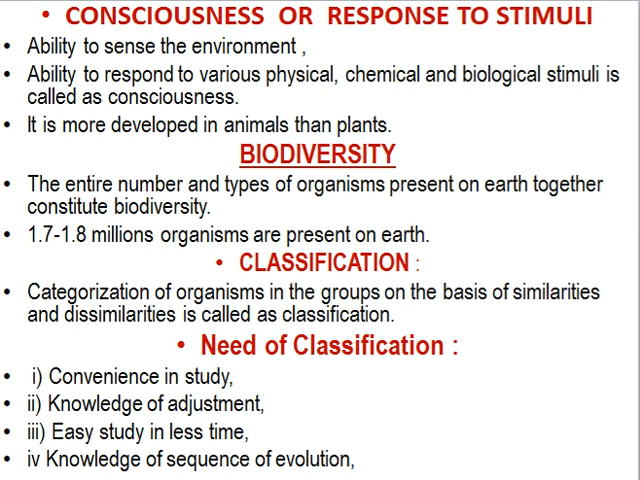 • CONSCIOUSNESS OR RESPONSE TO STIMULI
• Ability to sense the environment ,
• Ability to respond to various physical, chemical and biological stimuli is
called as consciousness.
• It is more developed in animals than plants.
BIODIVERSITY
• The entire number and types of organisms present on earth together
constitute biodiversity.
• 1.7-1.8 millions organisms are present on earth.
• CLASSIFICATION :
• Categorization of organisms in the groups on the basis of similarities
and dissimilarities is called as classification.
• Need of Classification :
• i) Convenience in study,
• ii) Knowledge of adjustment,
• iii) Easy study in less time,
• iv Knowledge of sequence of evolution,